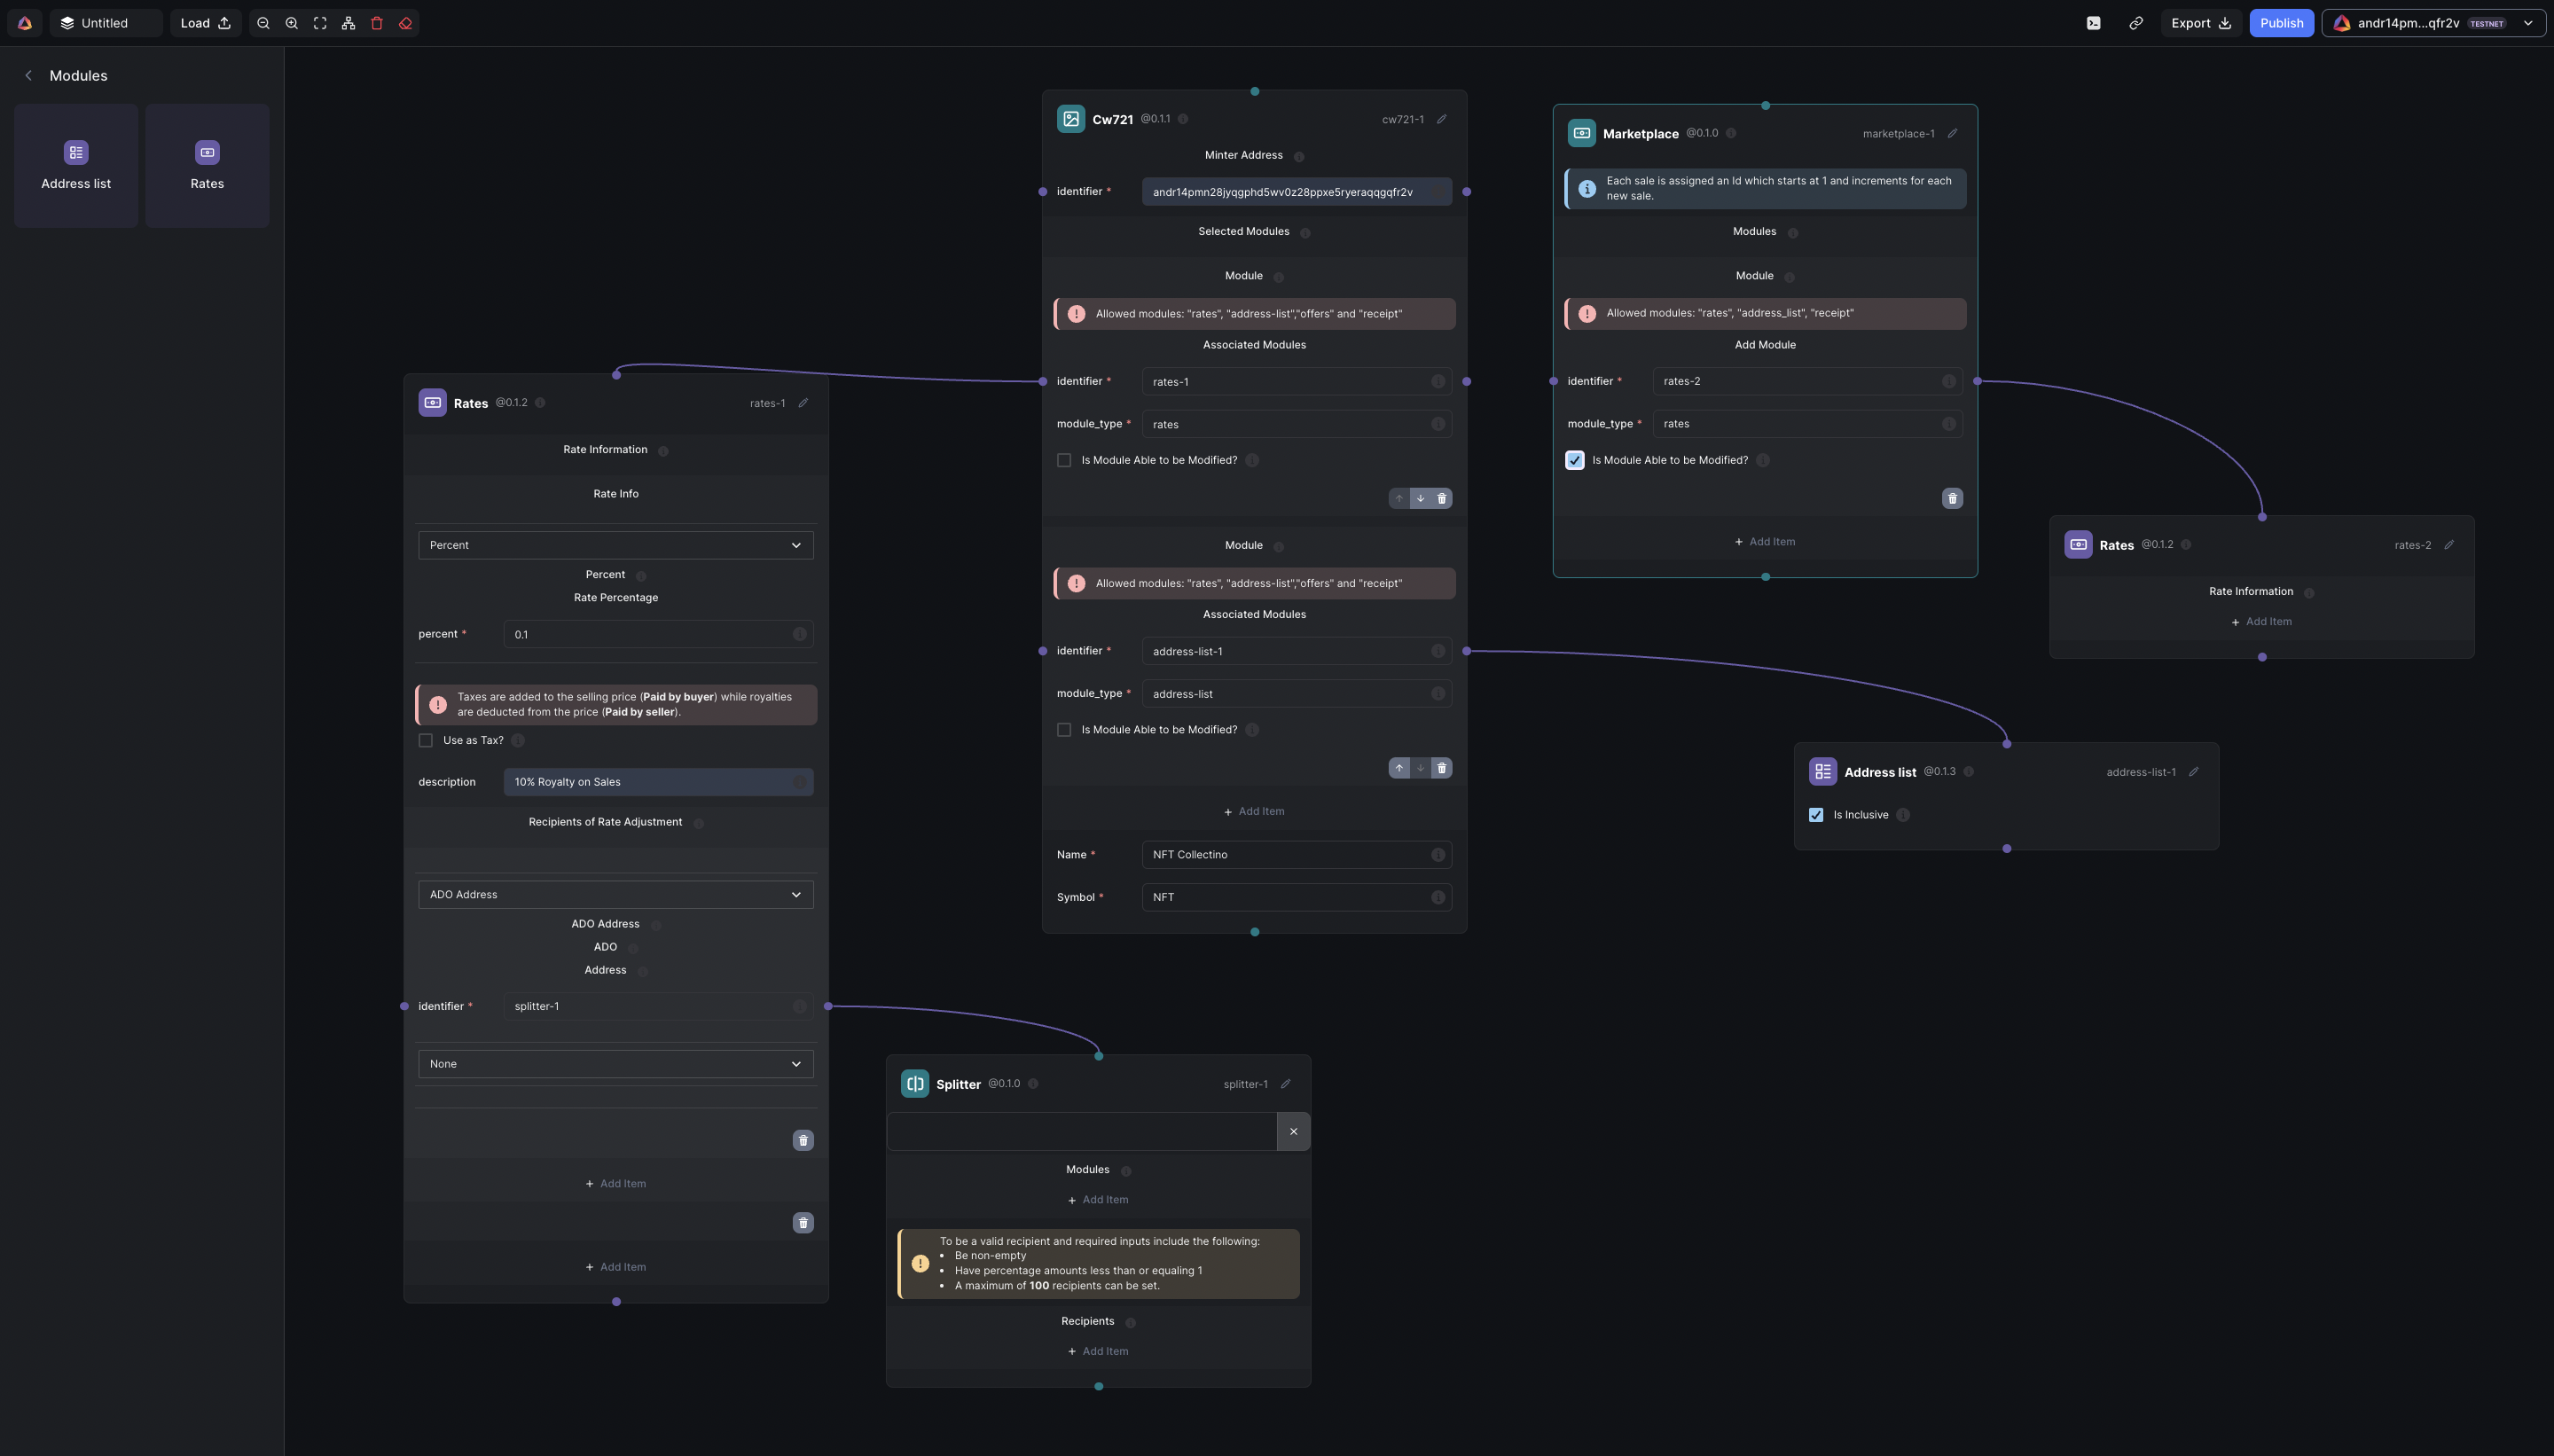 Untitled
Load
Export
Publish
andr14pm...qfr2v
TESTNET
Modules
Address list
Rates
Rates @0.1.2
rates-1
Rate Information
Rate Info
Percent
Percent
Rate Percentage
percent *
0.1
Taxes are added to the selling price (Paid by buyer) while royalties
are deducted from the price (Paid by seller).
Use as Tax?
description
10% Royalty on Sales
Recipients of Rate Adjustment
ADO Address
ADO Address
ADO
Address
identifier *
splitter-1
None
+ Add Item
+ Add Item
Cw721 @0.1.1
cw721-1
Minter Address
identifier *
andr14pmn28jyqgphd5wv0z28ppxe5ryeraqqgqfr2v
Selected Modules
Module
Allowed modules: "rates", "address-list","offers" and "receipt"
Associated Modules
identifier *
rates-1
module_type *
rates
Is Module Able to be Modified?
Module
Allowed modules: "rates", "address-list","offers" and "receipt"
Associated Modules
identifier *
address-list-1
module_type *
address-list
Is Module Able to be Modified?
+ Add Item
Name *
NFT Collectino
Symbol *
NFT
Splitter @0.1.0
splitter-1
Modules
+ Add Item
To be a valid recipient and required inputs include the following:
• Be non-empty
• Have percentage amounts less than or equaling 1
• A maximum of 100 recipients can be set.
Recipients
+ Add Item
Marketplace @0.1.0
marketplace-1
Each sale is assigned an Id which starts at 1 and increments for each
new sale.
Modules
Module
Allowed modules: "rates", "address_list", "receipt"
Add Module
identifier *
rates-2
module_type *
rates
Is Module Able to be Modified?
+ Add Item
Rates @0.1.2
rates-2
Rate Information
+ Add Item
Address list @0.1.3
address-list-1
Is Inclusive